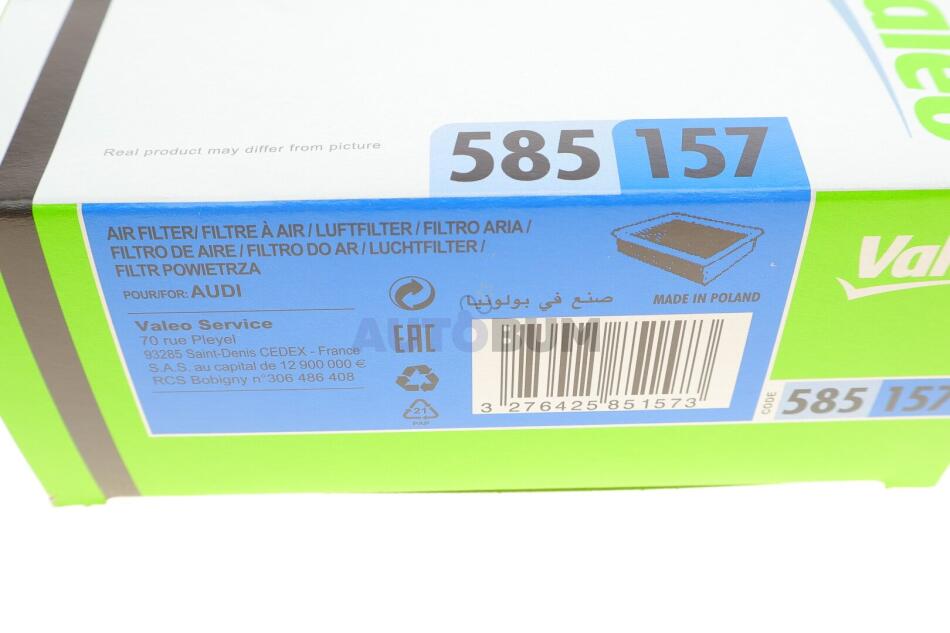 aleo
Real product may differ from picture
585 157
AIR FILTER/ FILTRE À AIR / LUFTFILTER / FILTRO ARIA /
FILTRO DE AIRE / FILTRO DO AR / LUCHTFILTER /
FILTR POWIETRZA
POUR/FOR: AUDI
Valeo Service
70 rue Pleyel
93285 Saint-Denis CEDEX - France
S.A.S. au capital de 12 900 000 €
RCS Bobigny n°306 486 408
EAC
21
PAP
صنع في بولونيا
MADE IN POLAND
AUTOBUM
3 276425 851573
Val
CODE 585 157